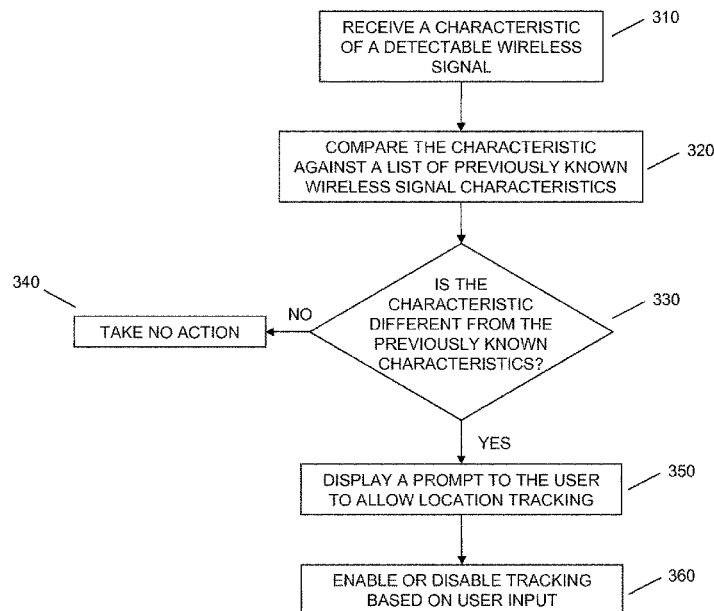 RECEIVE A CHARACTERISTIC
OF A DETECTABLE WIRELESS
SIGNAL
310
COMPARE THE CHARACTERISTIC
AGAINST A LIST OF PREVIOUSLY KNOWN
WIRELESS SIGNAL CHARACTERISTICS
320
IS THE
CHARACTERISTIC
DIFFERENT FROM THE
PREVIOUSLY KNOWN
CHARACTERISTICS?
330
340
NO
TAKE NO ACTION
YES
DISPLAY A PROMPT TO THE USER
TO ALLOW LOCATION TRACKING
350
ENABLE OR DISABLE TRACKING
BASED ON USER INPUT
360